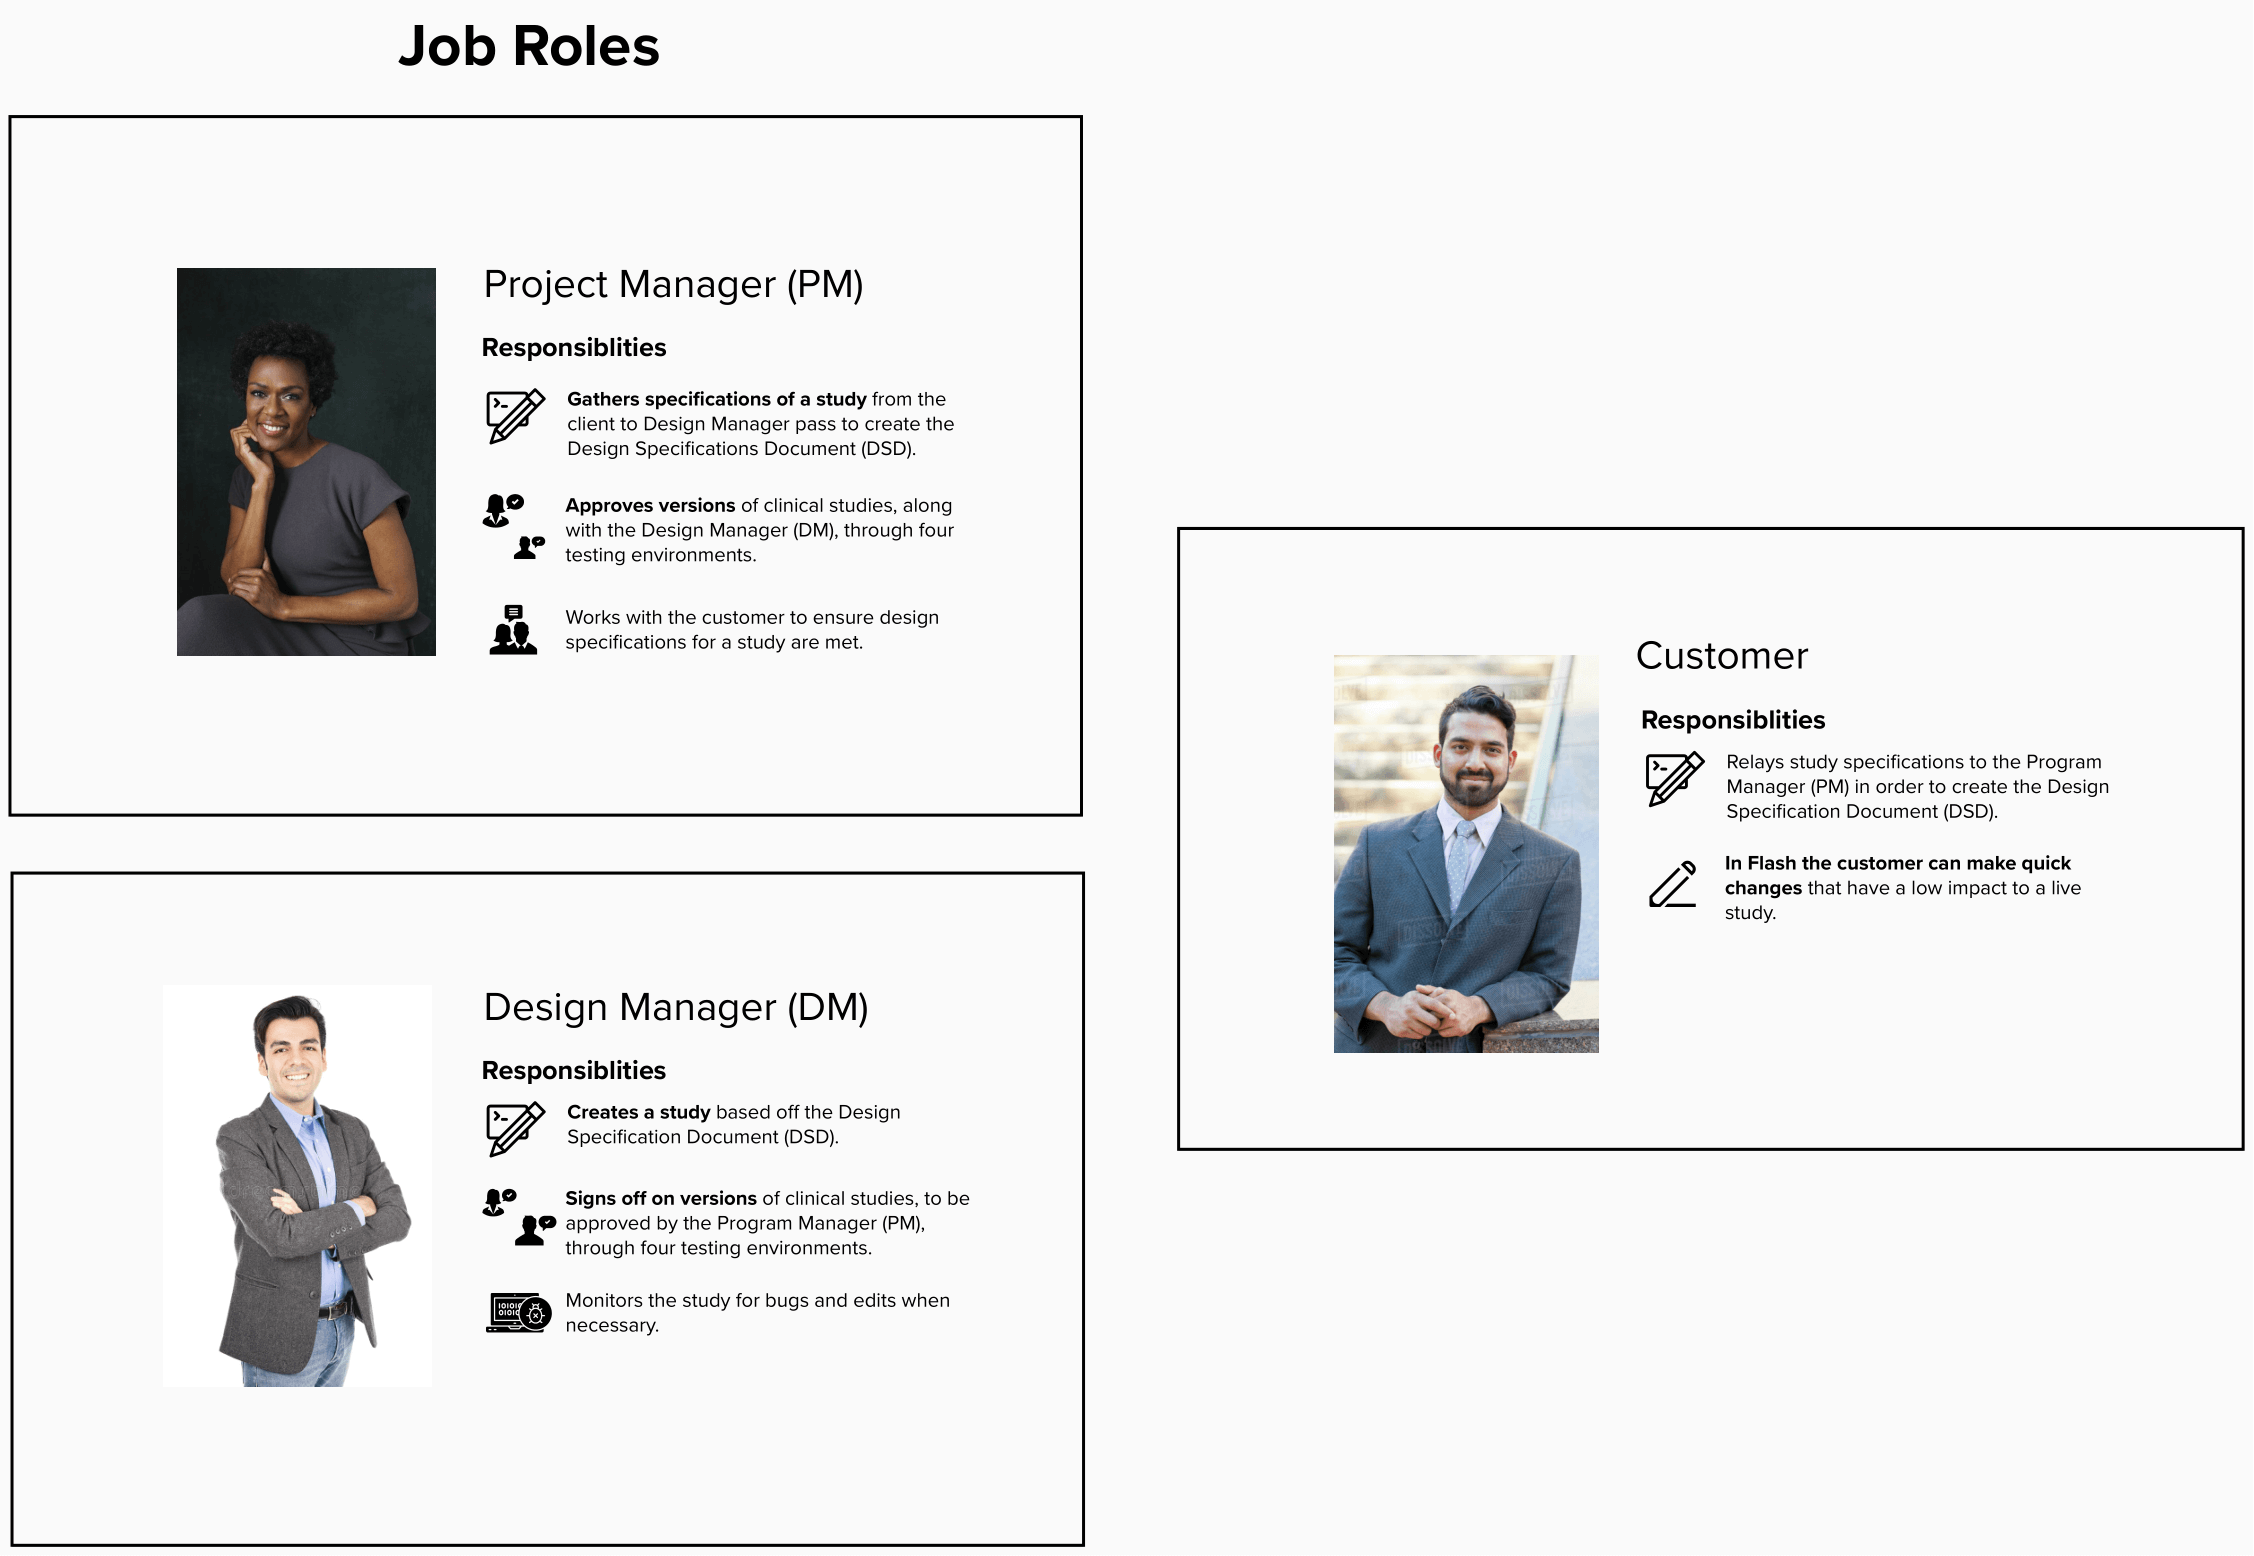 Job Roles
Project Manager (PM)
Responsiblities
Gathers specifications of a study from the
client to Design Manager pass to create the
Design Specifications Document (DSD).
Approves versions of clinical studies, along
with the Design Manager (DM), through four
testing environments.
Works with the customer to ensure design
specifications for a study are met.
Design Manager (DM)
Responsiblities
Creates a study based off the Design
Specification Document (DSD).
Signs off on versions of clinical studies, to be
approved by the Program Manager (PM),
through four testing environments.
Monitors the study for bugs and edits when
necessary.
Customer
Responsiblities
Relays study specifications to the Program
Manager (PM) in order to create the Design
Specification Document (DSD).
In Flash the customer can make quick
changes that have a low impact to a live
study.
DISSOLVE